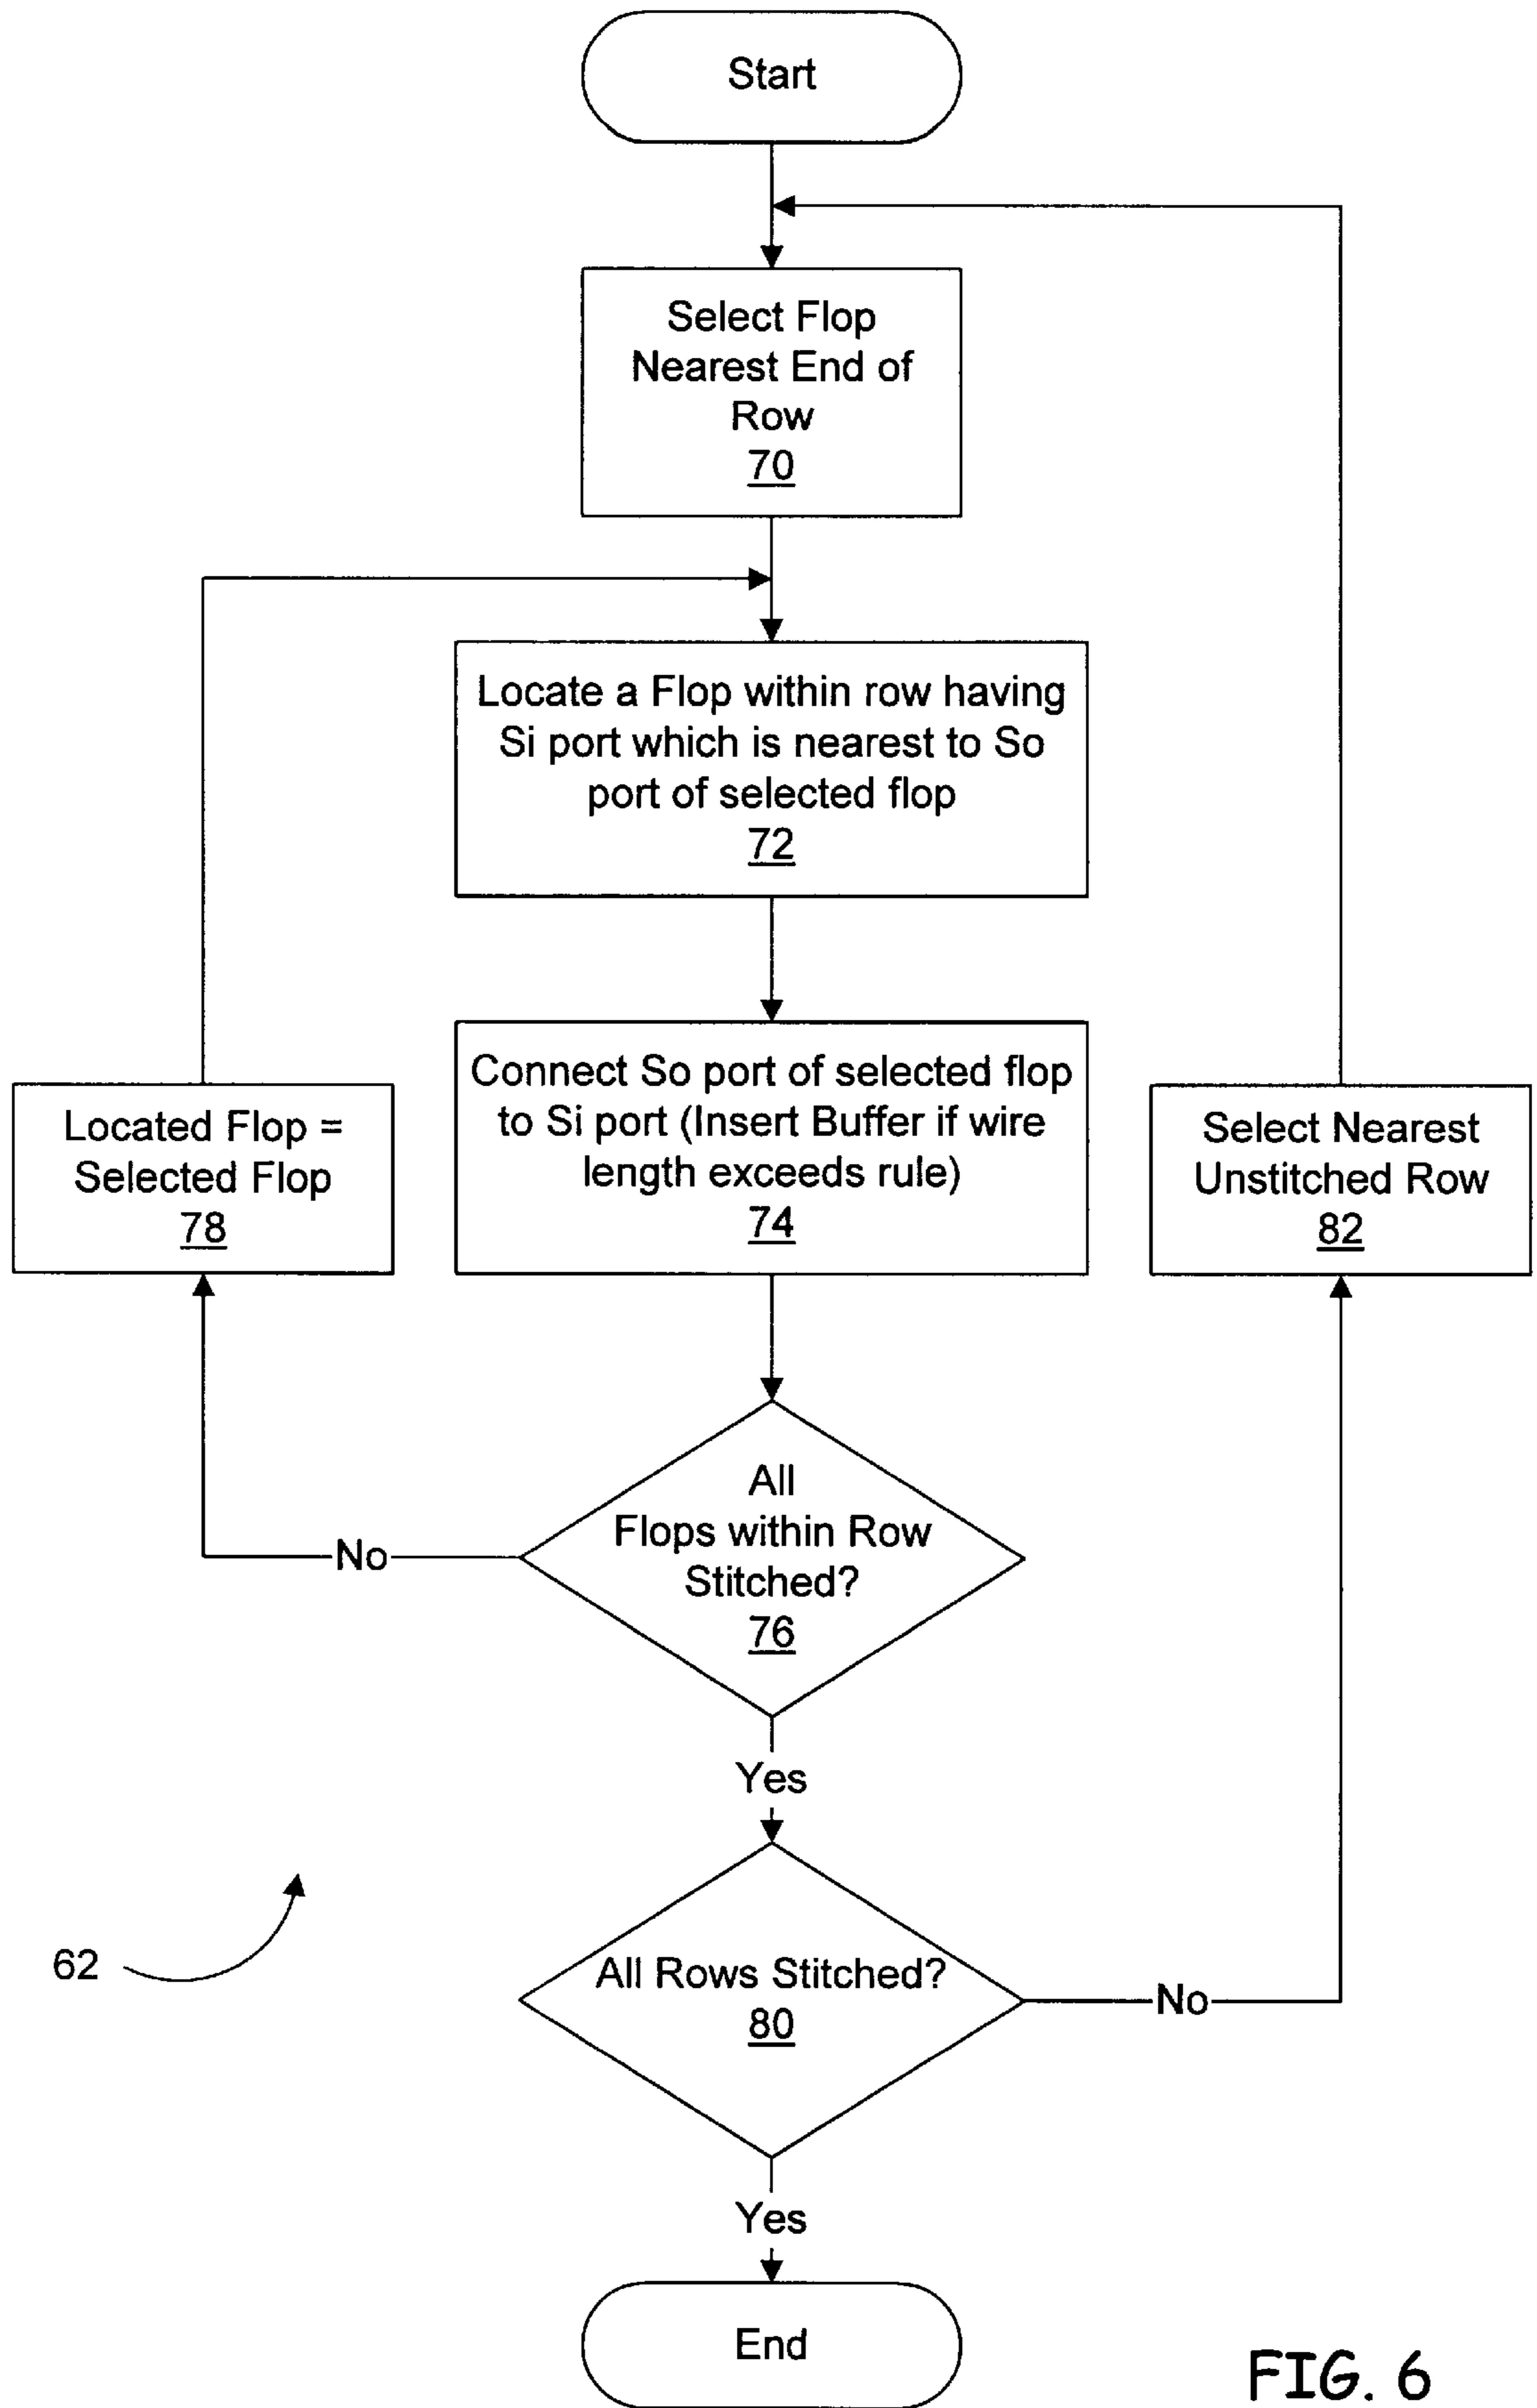 Start
Select Flop
Nearest End of
Row
70
Locate a Flop within row having
Si port which is nearest to So
port of selected flop
72
Connect So port of selected flop
to Si port (Insert Buffer if wire
length exceeds rule)
74
Located Flop =
Selected Flop
78
Select Nearest
Unstitched Row
82
All
Flops within Row
Stitched?
76
No
Yes
All Rows Stitched?
80
No
62
Yes
End
FIG. 6